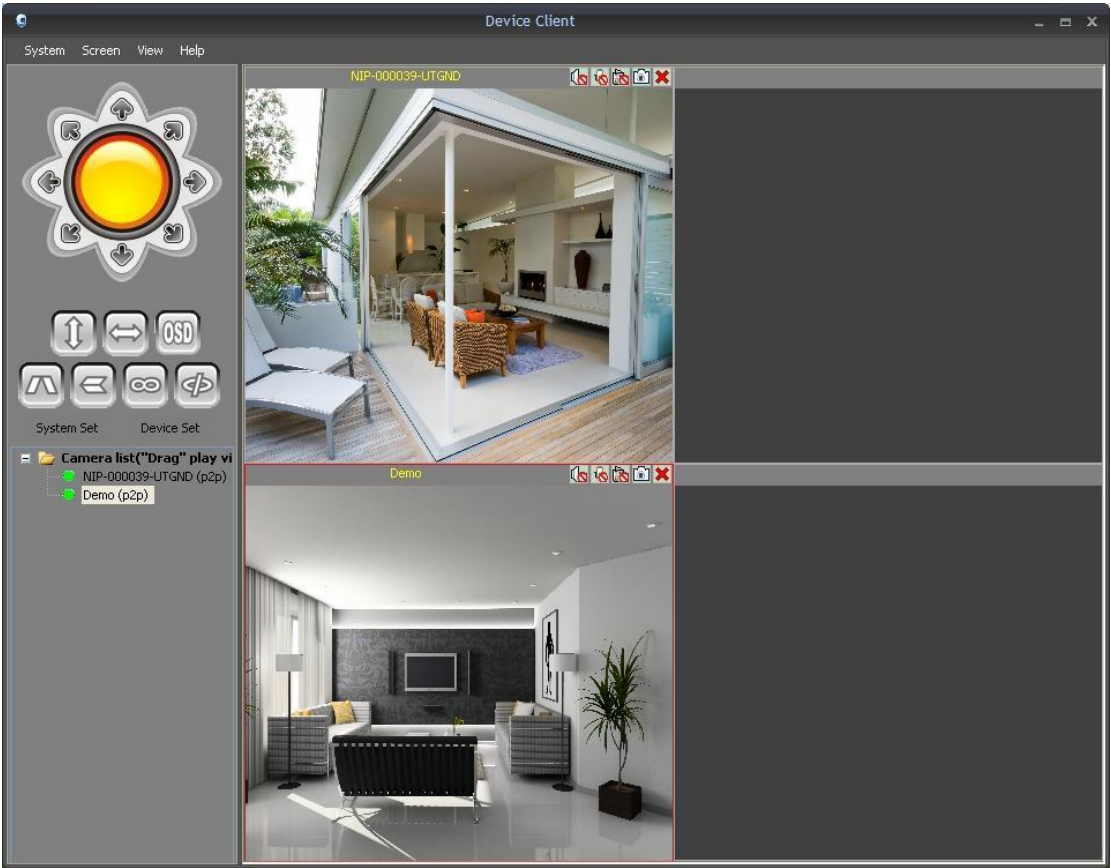 Device Client
System Screen View Help
NIP-000039-UTGND
OSD
System Set Device Set
Camera list("Drag" play vi
NIP-000039-UTGND (p2p)
Demo (p2p)
Demo